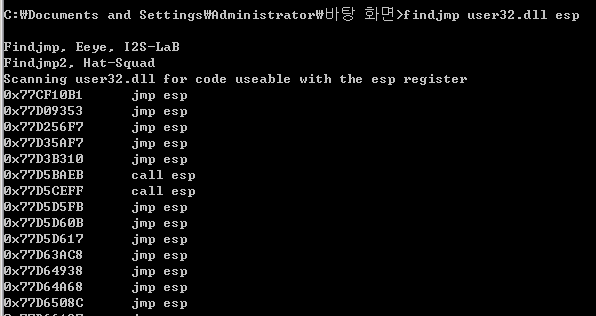 C:₩Documents and Settings₩Administrator₩바탕 화면>findjmp user32.dll esp
Findjmp, Eeye, I2S-LaB
Findjmp2, Hat-Squad
Scanning user32.dll for code useable with the esp register
0x77CF10B1 jmp esp
0x77D09353 jmp esp
0x77D256F7 jmp esp
0x77D35AF7 jmp esp
0x77D3B310 jmp esp
0x77D5BAEB call esp
0x77D5CEFF call esp
0x77D5D5FB jmp esp
0x77D5D60B jmp esp
0x77D5D617 jmp esp
0x77D63AC8 jmp esp
0x77D64938 jmp esp
0x77D64A68 jmp esp
0x77D6508C jmp esp